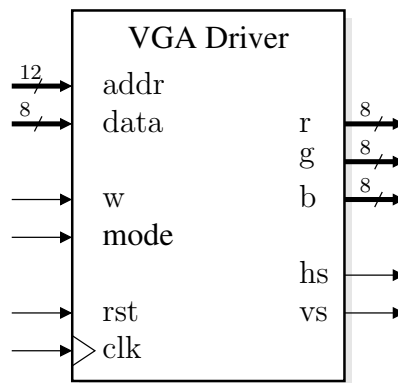 VGA Driver
12 addr
8 data
r 8
g 8
b 8
w
mode
hs
rst
vs
clk